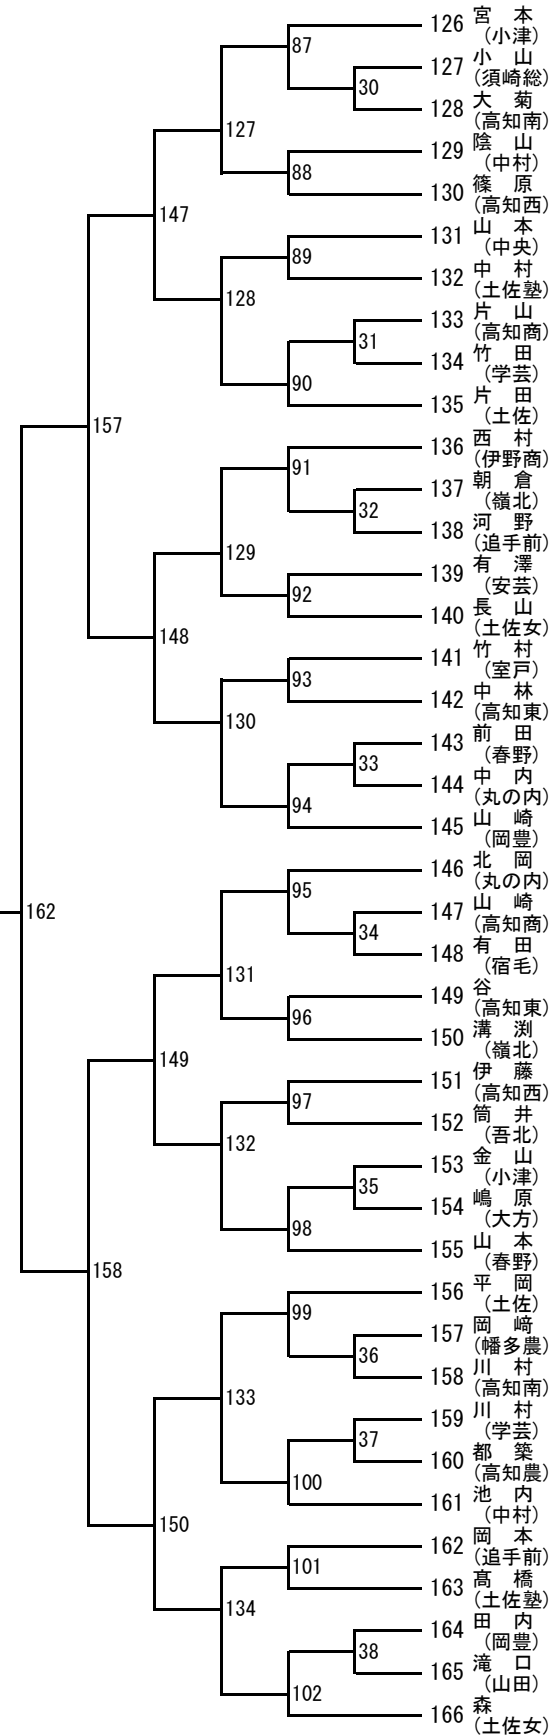 126 宮　本
（小津）
87
127 小　山
（須崎総）
30
128 大　菊
（高知南）
127
129 陰　山
（中村）
88
130 篠　原
（高知西）
147
131 山　本
（中央）
89
132 中　村
（土佐塾）
128
133 片　山
（高知商）
31
134 竹　田
（学芸）
90
135 片　田
（土佐）
157
136 西　村
（伊野商）
91
137 朝　倉
（嶺北）
32
138 河　野
（追手前）
129
139 有　澤
（安芸）
92
140 長　山
（土佐女）
148
141 竹　村
（室戸）
93
142 中　林
（高知東）
130
143 前　田
（春野）
33
144 中　内
（丸の内）
94
145 山　崎
（岡豊）
146 北　岡
（丸の内）
95
162
147 山　崎
（高知商）
34
148 有　田
（宿毛）
131
149 谷
（高知東）
96
150 溝　渕
（嶺北）
149
151 伊　藤
（高知西）
97
152 筒　井
（吾北）
132
153 金　山
（小津）
35
154 嶋　原
（大方）
98
155 山　本
（春野）
158
156 平　岡
（土佐）
99
157 岡　﨑
（幡多農）
36
158 川　村
（高知南）
133
159 川　村
（学芸）
37
160 都　築
（高知農）
100
161 池　内
（中村）
150
162 岡　本
（追手前）
101
163 髙　橋
（土佐塾）
134
164 田　内
（岡豊）
38
165 滝　口
（山田）
102
166 森
（土佐女）